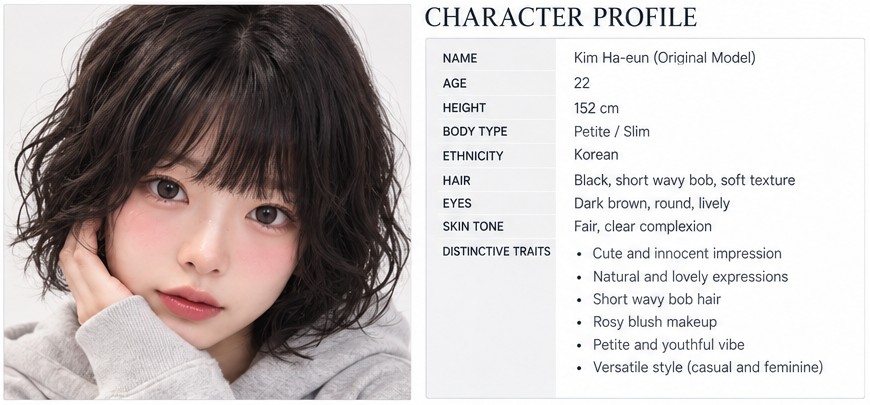 CHARACTER PROFILE
NAME Kim Ha-eun (Original Model)
AGE 22
HEIGHT 152 cm
BODY TYPE Petite / Slim
ETHNICITY Korean
HAIR Black, short wavy bob, soft texture
EYES Dark brown, round, lively
SKIN TONE Fair, clear complexion
DISTINCTIVE TRAITS • Cute and innocent impression
• Natural and lovely expressions
• Short wavy bob hair
• Rosy blush makeup
• Petite and youthful vibe
• Versatile style (casual and feminine)